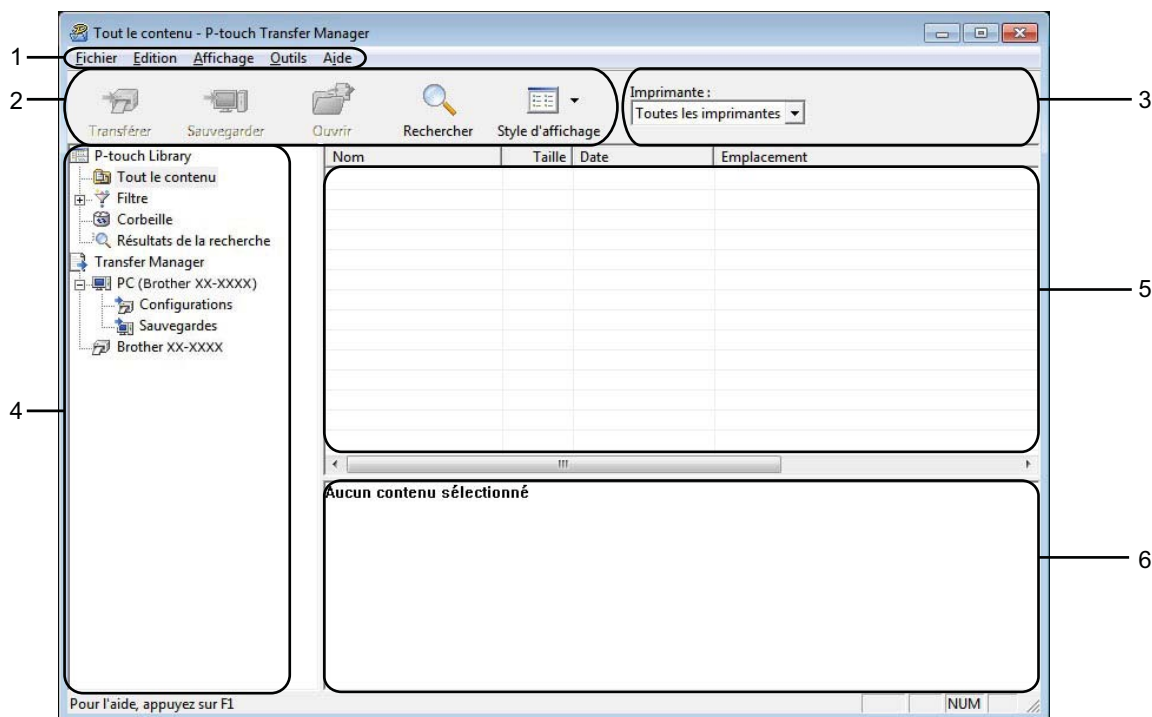 Tout le contenu - P-touch Transfer Manager
1
Fichier Edition Affichage Outils Aide
2
Transférer Sauvegarder Ouvrir Rechercher Style d'affichage
Imprimante :
Toutes les imprimantes
3
P-touch Library
Tout le contenu
Filtre
Corbeille
Résultats de la recherche
Transfer Manager
PC (Brother XX-XXXX)
Configurations
Sauvegardes
Brother XX-XXXX
4
Nom Taille Date Emplacement
5
Aucun contenu sélectionné
6
Pour l'aide, appuyez sur F1
NUM